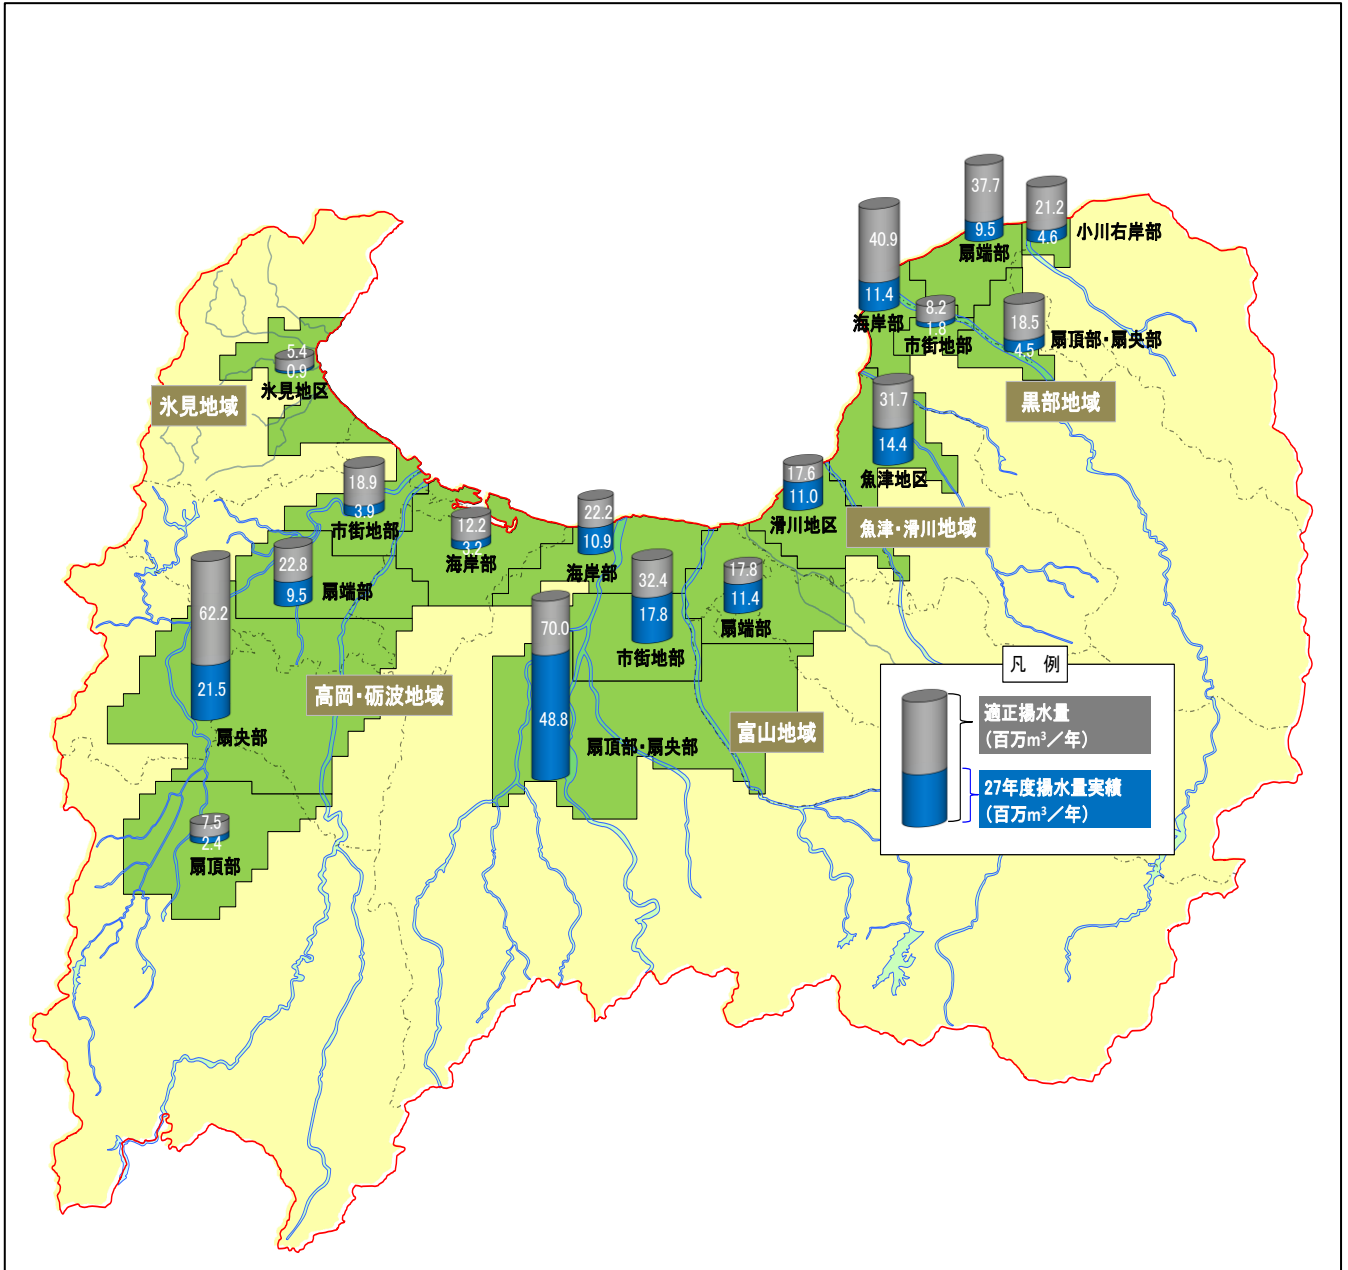 37.7
9.5
扇端部
21.2
4.6
小川右岸部
40.9
11.4
海岸部
8.2
1.8
市街地部
18.5
4.5
扇頂部・扇央部
黒部地域
5.4
0.9
氷見地区
氷見地域
31.7
14.4
魚津地区
17.6
11.0
滑川地区
魚津・滑川地域
18.9
3.9
市街地部
12.2
3.2
海岸部
22.2
10.9
海岸部
22.8
9.5
扇端部
32.4
17.8
市街地部
17.8
11.4
扇端部
62.2
21.5
扇央部
高岡・砺波地域
70.0
48.8
扇頂部・扇央部
富山地域
7.5
2.4
扇頂部
凡 例
適正揚水量
(百万m³/年)
27年度揚水量実績
(百万m³/年)